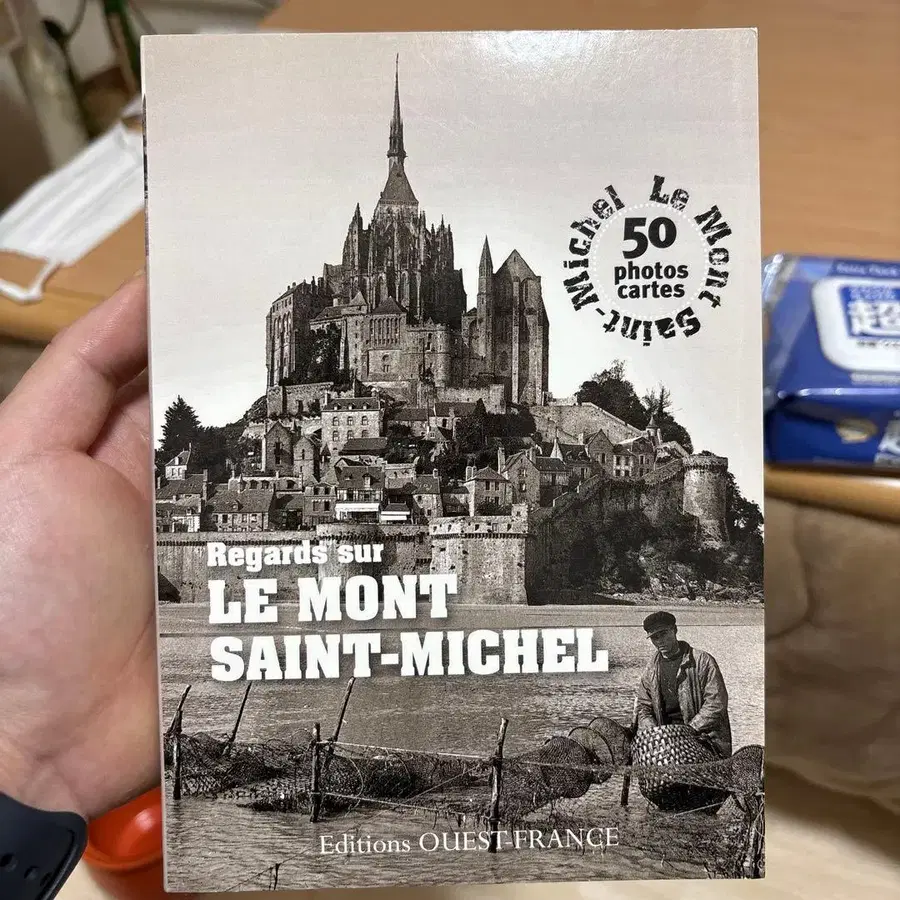 Le Mont Saint-Michel
50
photos
cartes
Regards sur
LE MONT
SAINT-MICHEL
Editions OUEST-FRANCE